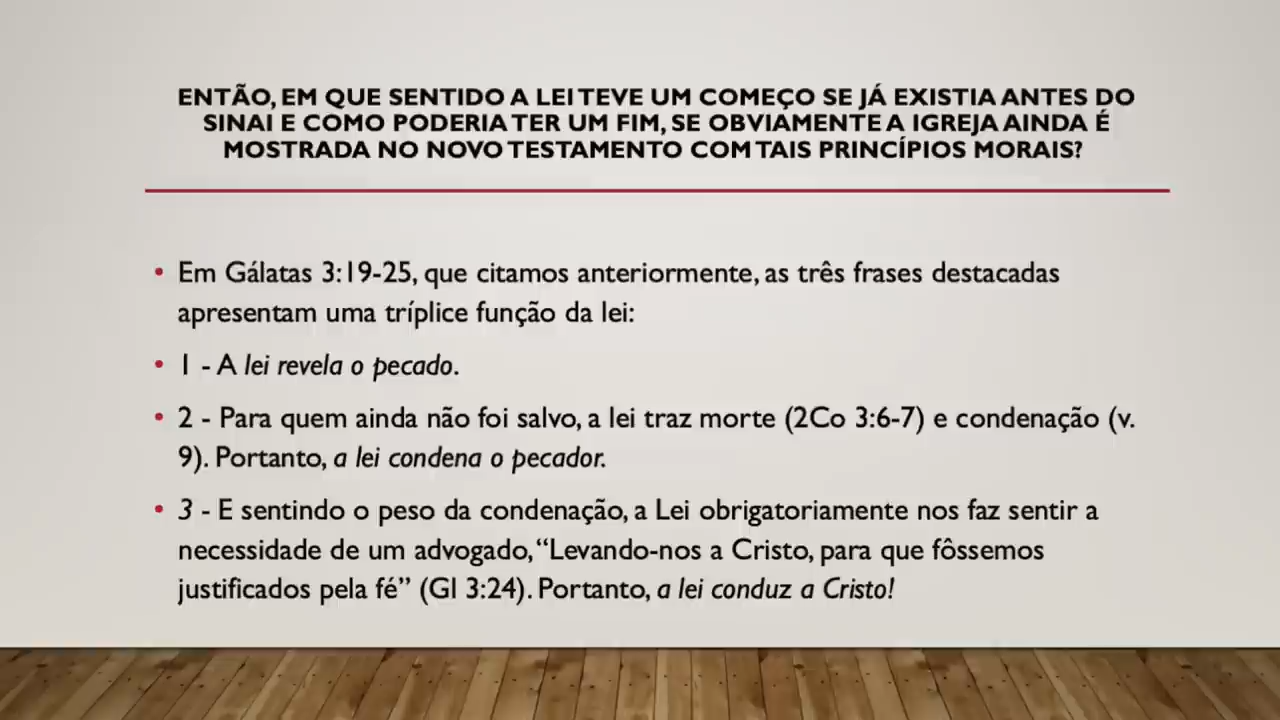 ENTÃO, EM QUE SENTIDO A LEI TEVE UM COMEÇO SE JÁ EXISTIA ANTES DO
SINAI E COMO PODERIA TER UM FIM, SE OBVIAMENTE A IGREJA AINDA É
MOSTRADA NO NOVO TESTAMENTO COM TAIS PRINCÍPIOS MORAIS?
• Em Gálatas 3:19-25, que citamos anteriormente, as três frases destacadas
apresentam uma tríplice função da lei:
• 1 - A lei revela o pecado.
• 2 - Para quem ainda não foi salvo, a lei traz morte (2Co 3:6-7) e condenação (v.
9). Portanto, a lei condena o pecador.
• 3 - E sentindo o peso da condenação, a Lei obrigatoriamente nos faz sentir a
necessidade de um advogado, “Levando-nos a Cristo, para que fôssemos
justificados pela fé” (Gl 3:24). Portanto, a lei conduz a Cristo!